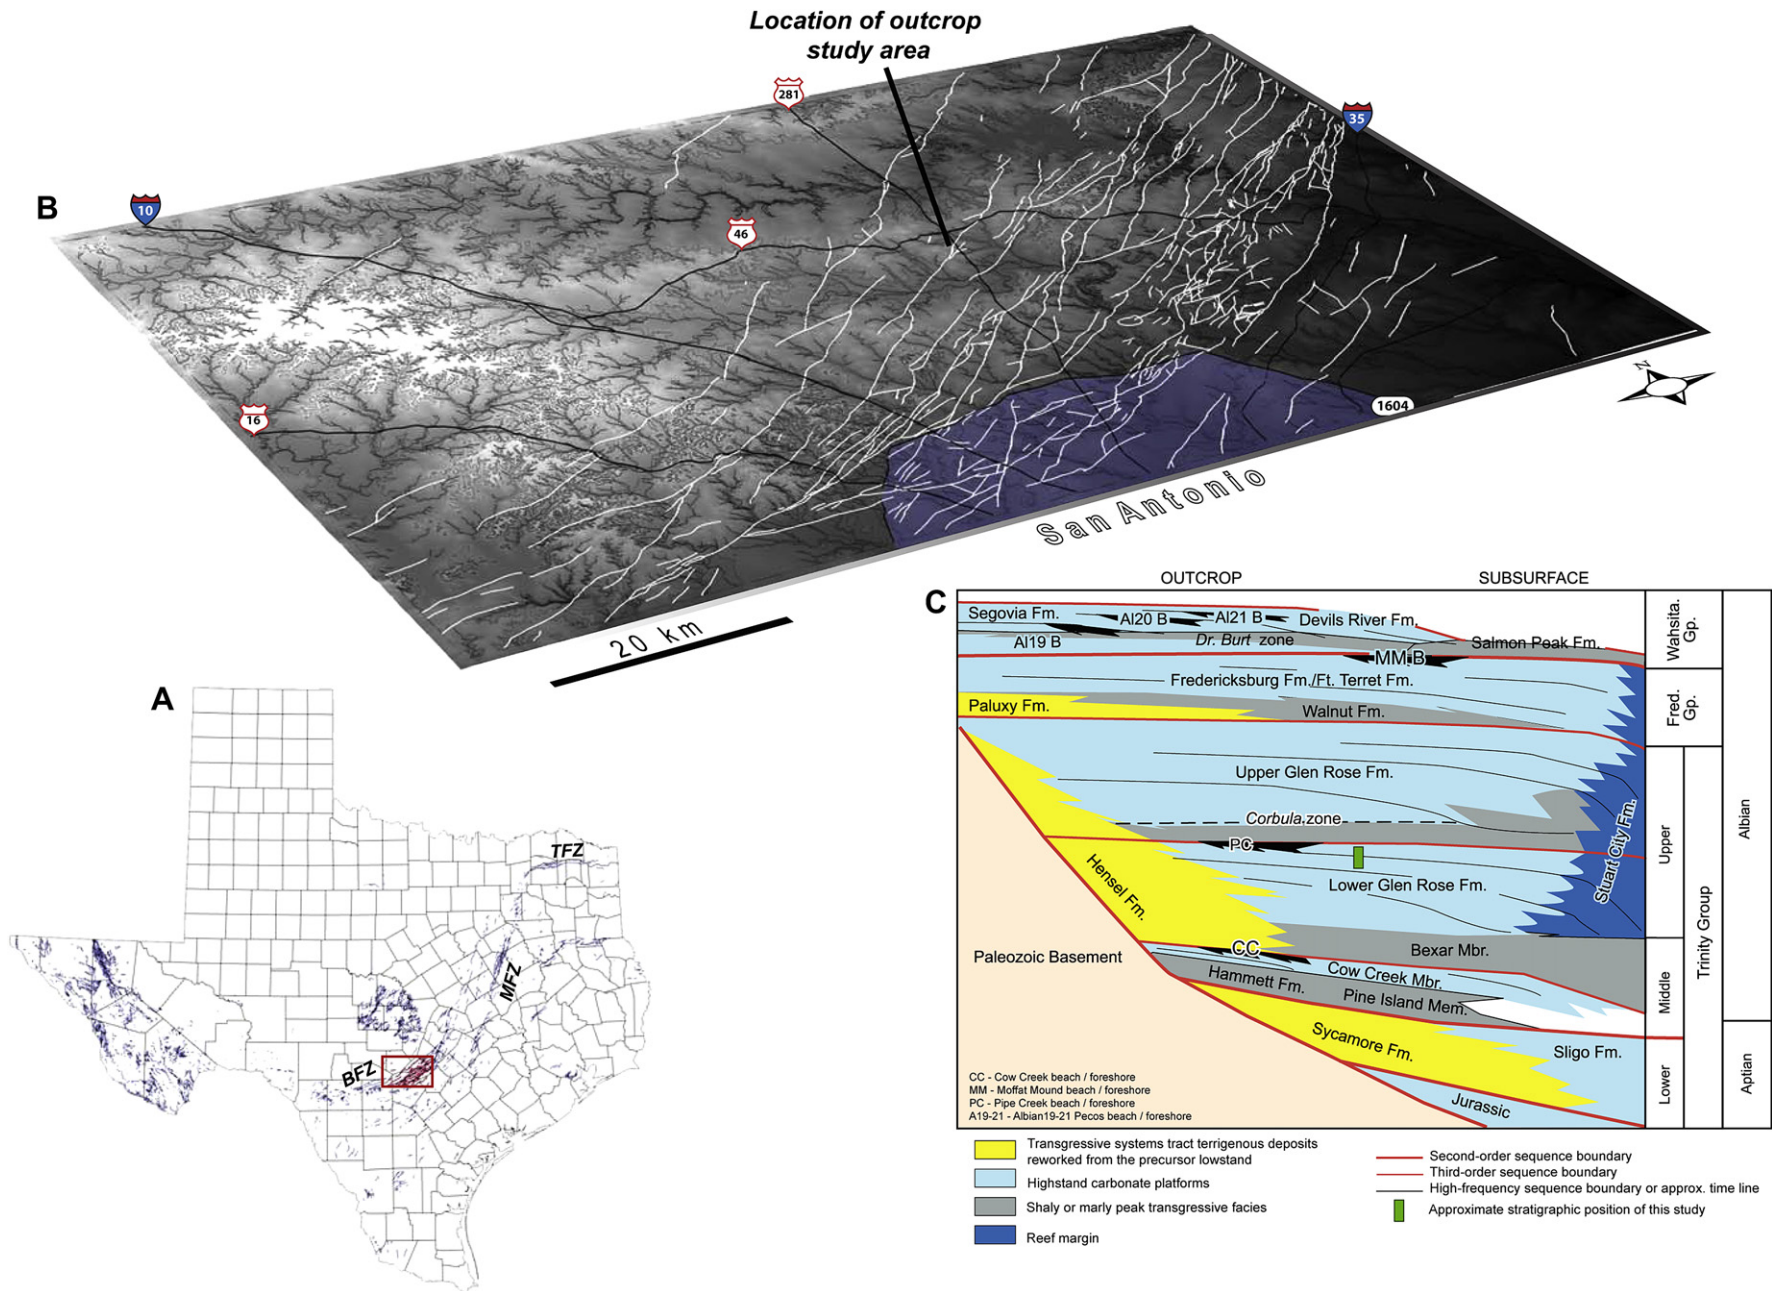 Location of outcrop
study area
B
281
35
10
46
16
N
1604
San Antonio
20 km
A
TFZ
MFZ
BFZ
C
OUTCROP
SUBSURFACE
Segovia Fm.
Al20 B
Al21 B
Devils River Fm.
Al19 B
Dr. Burt zone
Salmon Peak Fm.
MM B
Wahsita.
Gp.
Fredericksburg Fm./Ft. Terret Fm.
Paluxy Fm.
Walnut Fm.
Fred.
Gp.
Upper Glen Rose Fm.
Corbula zone
PC
Stuart City Fm.
Hensel Fm.
Lower Glen Rose Fm.
Upper
Albian
Trinity Group
Paleozoic Basement
CC
Bexar Mbr.
Cow Creek Mbr.
Hammett Fm.
Pine Island Mem.
Middle
Sycamore Fm.
Sligo Fm.
Jurassic
Lower
Aptian
CC - Cow Creek beach / foreshore
MM - Moffat Mound beach / foreshore
PC - Pipe Creek beach / foreshore
A19-21 - Albian19-21 Pecos beach / foreshore
Transgressive systems tract terrigenous deposits
reworked from the precursor lowstand
Highstand carbonate platforms
Shaly or marly peak transgressive facies
Reef margin
Second-order sequence boundary
Third-order sequence boundary
High-frequency sequence boundary or approx. time line
Approximate stratigraphic position of this study